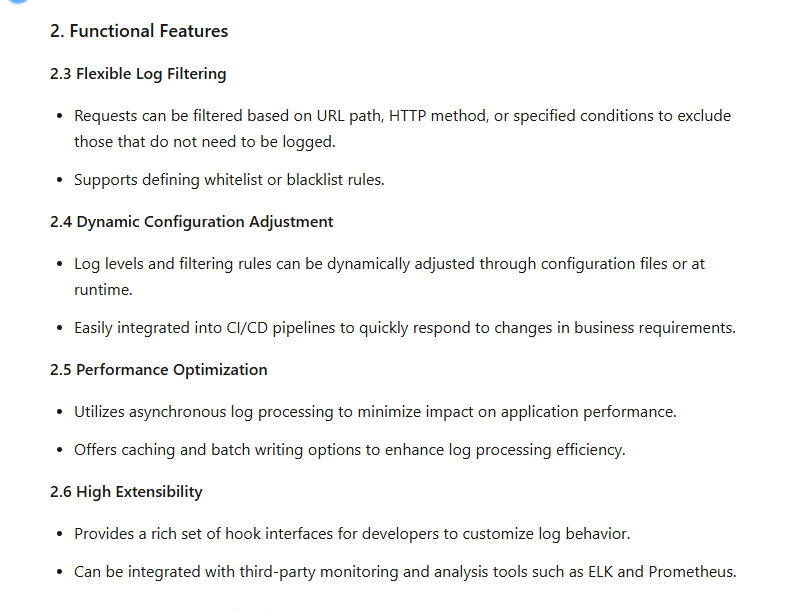 2. Functional Features
2.3 Flexible Log Filtering
• Requests can be filtered based on URL path, HTTP method, or specified conditions to exclude
those that do not need to be logged.
• Supports defining whitelist or blacklist rules.
2.4 Dynamic Configuration Adjustment
• Log levels and filtering rules can be dynamically adjusted through configuration files or at
runtime.
• Easily integrated into CI/CD pipelines to quickly respond to changes in business requirements.
2.5 Performance Optimization
• Utilizes asynchronous log processing to minimize impact on application performance.
• Offers caching and batch writing options to enhance log processing efficiency.
2.6 High Extensibility
• Provides a rich set of hook interfaces for developers to customize log behavior.
• Can be integrated with third-party monitoring and analysis tools such as ELK and Prometheus.